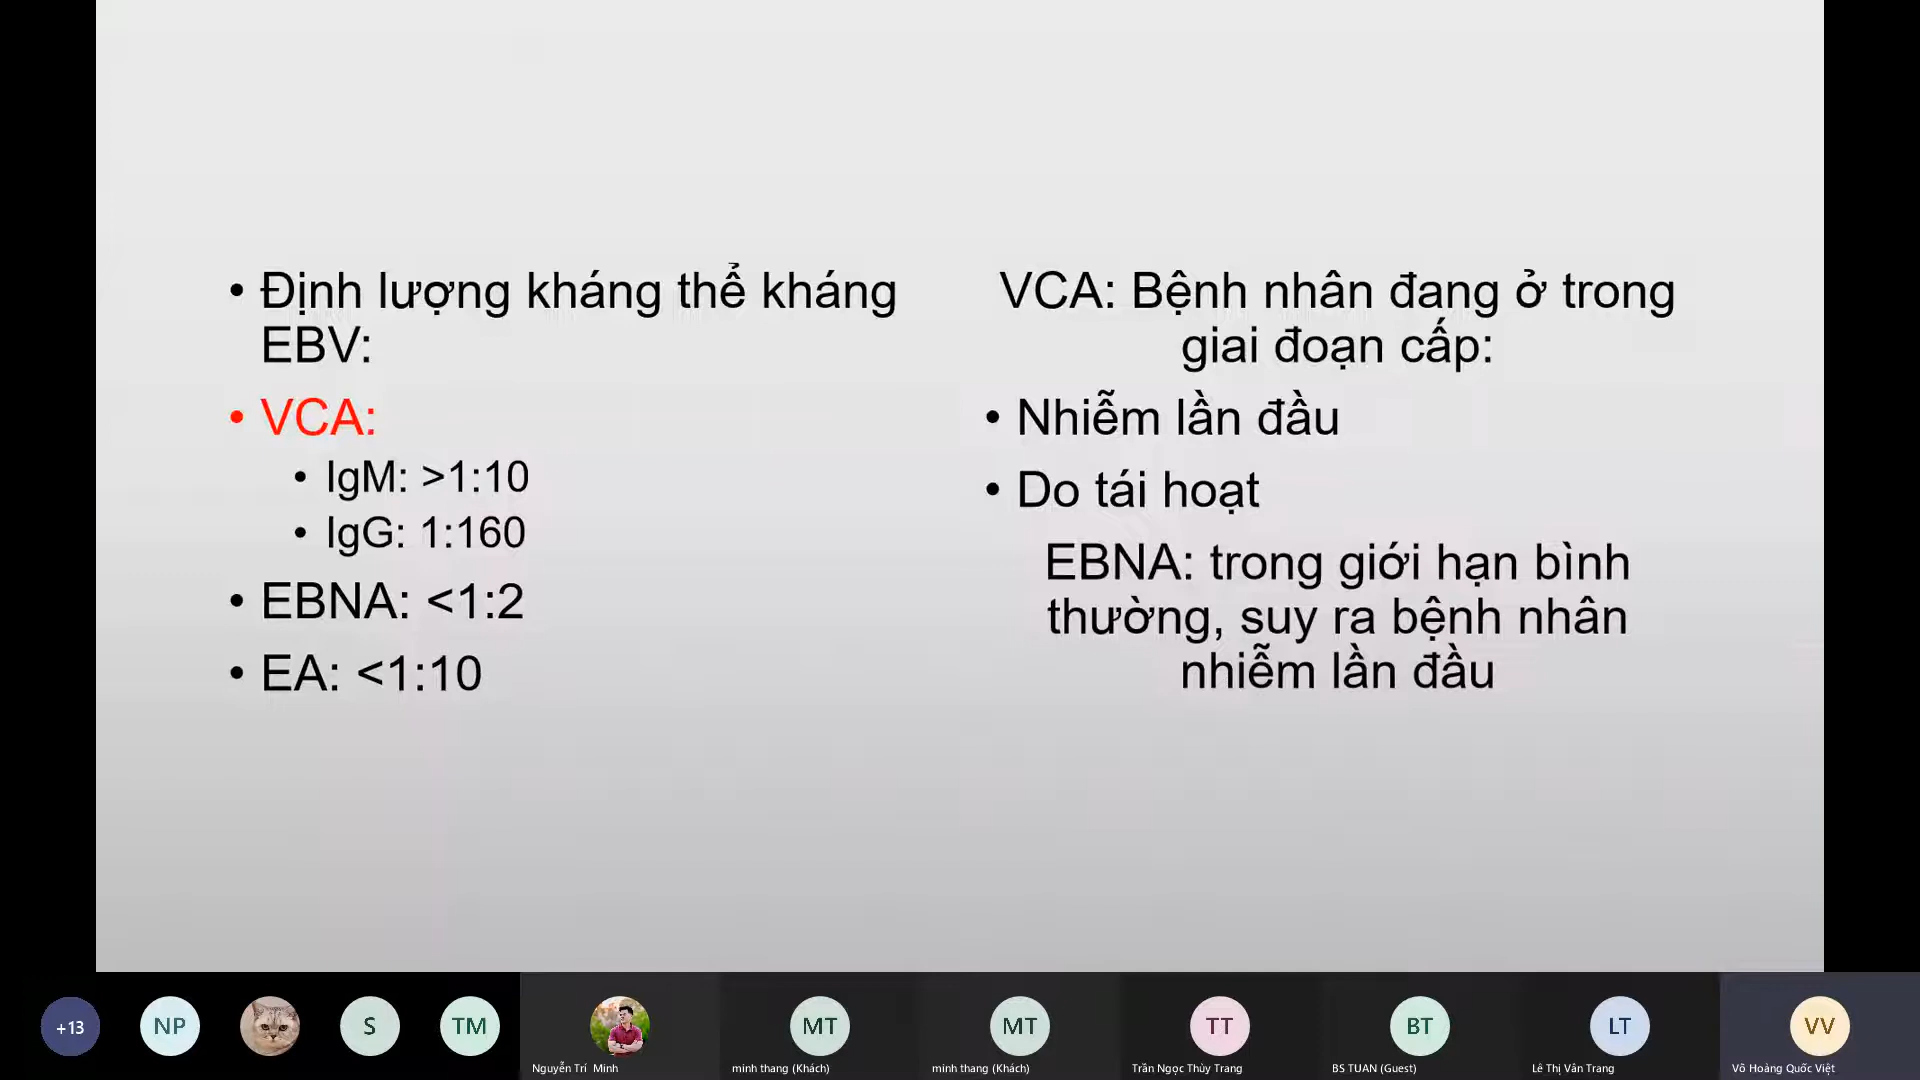 • Định lượng kháng thể kháng
EBV:
• VCA:
• IgM: >1:10
• IgG: 1:160
• EBNA: <1:2
• EA: <1:10
VCA: Bệnh nhân đang ở trong
giai đoạn cấp:
• Nhiễm lần đầu
• Do tái hoạt
EBNA: trong giới hạn bình
thường, suy ra bệnh nhân
nhiễm lần đầu
+13
NP
S
TM
Nguyễn Trí Minh
MT
minh thang (Khách)
MT
minh thang (Khách)
TT
Trần Ngọc Thùy Trang
BT
BS TUAN (Guest)
LT
Lê Thị Vân Trang
VV
Võ Hoàng Quốc Việt